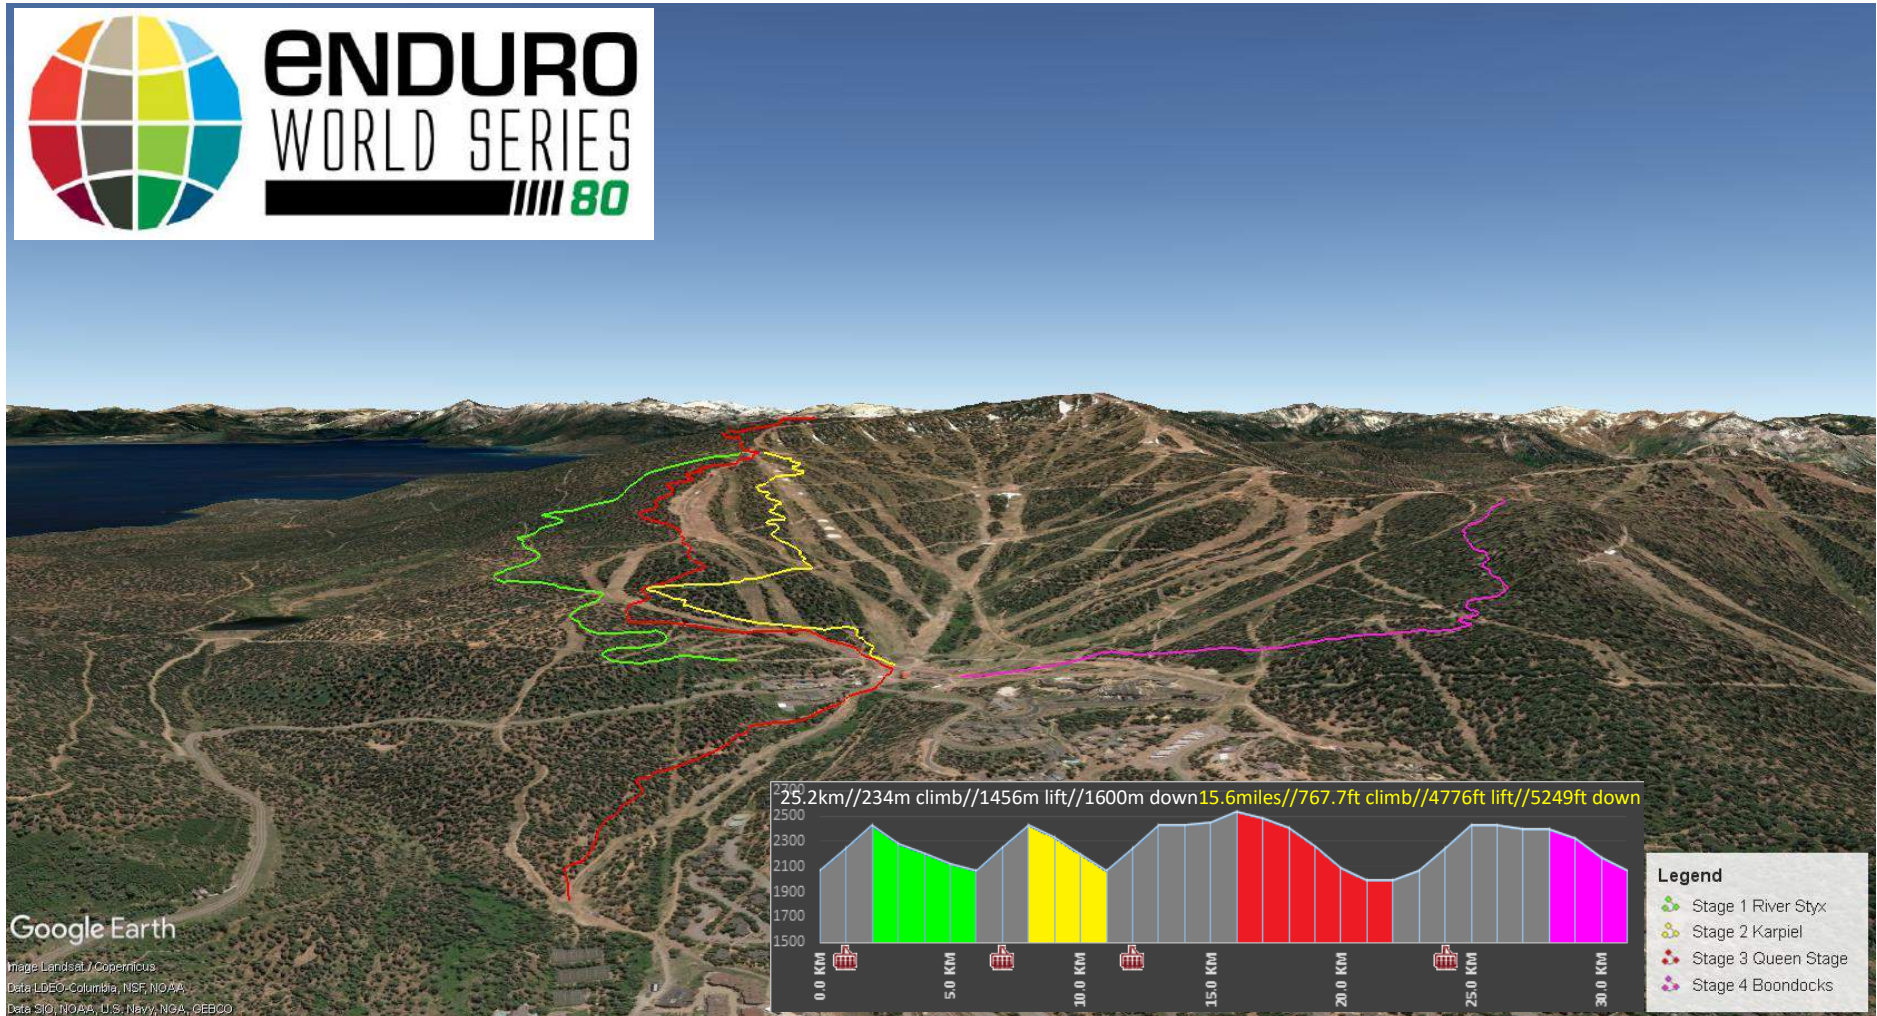 eNDURO
WORLD SERIES
80
25.2km//234m climb//1456m lift//1600m down15.6miles//767.7ft climb//4776ft lift//5249ft down
2700
2500
2300
2100
1900
1700
1500
0.0 KM
5.0 KM
10.0 KM
15.0 KM
20.0 KM
25.0 KM
30.0 KM
Legend
Stage 1 River Styx
Stage 2 Karpiel
Stage 3 Queen Stage
Stage 4 Boondocks
Google Earth
Image Landsat / Copernicus
Data LDEO-Columbia, NSF, NOAA
Data SIO, NOAA, U.S. Navy, NGA, GEBCO